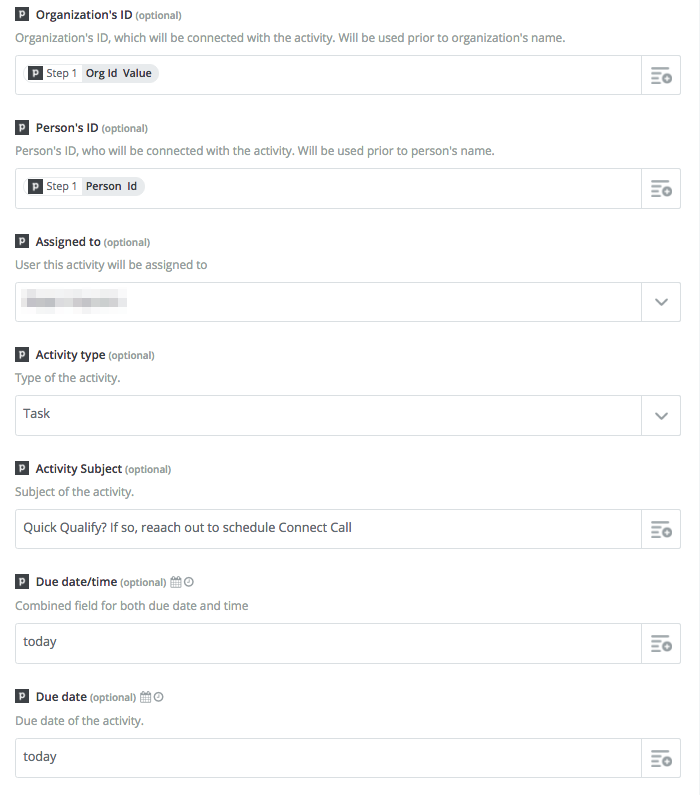 P Organization's ID (optional)
Organization's ID, which will be connected with the activity. Will be used prior to organization's name.
P Step 1 Org Id Value
P Person's ID (optional)
Person's ID, who will be connected with the activity. Will be used prior to person's name.
P Step 1 Person Id
P Assigned to (optional)
User this activity will be assigned to
P Activity type (optional)
Type of the activity.
Task
P Activity Subject (optional)
Subject of the activity.
Quick Qualify? If so, reaach out to schedule Connect Call
P Due date/time (optional)
Combined field for both due date and time
today
P Due date (optional)
Due date of the activity.
today